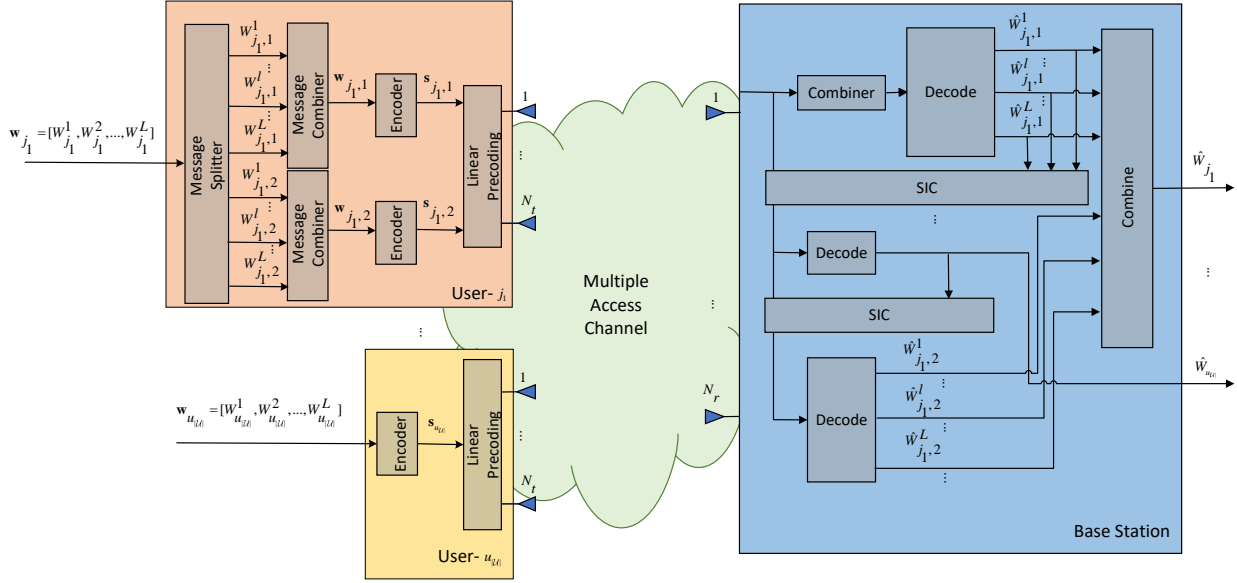 𝐰_{j_1} = [W^1_{j_1}, W^2_{j_1}, ..., W^L_{j_1}]
Message Splitter
W^1_{j_1,1}
⋮
W^l_{j_1,1}
⋮
W^L_{j_1,1}
W^1_{j_1,2}
⋮
W^l_{j_1,2}
⋮
W^L_{j_1,2}
Message Combiner
𝐰_{j_1,1}
Encoder
𝐬_{j_1,1}
Message Combiner
𝐰_{j_1,2}
Encoder
𝐬_{j_1,2}
Linear Precoding
1
⋮
N_t
User- j_1
⋮
𝐰_{u_{|𝒰|}} = [W^1_{u_{|𝒰|}}, W^2_{u_{|𝒰|}}, ..., W^L_{u_{|𝒰|}}]
Encoder
𝐬_{u_{|𝒰|}}
Linear Precoding
1
⋮
N_t
User- u_{|𝒰|}
Multiple
Access
Channel
1
⋮
N_r
Combiner
Decode
Ŵ^1_{j_1,1}
⋮
Ŵ^l_{j_1,1}
⋮
Ŵ^L_{j_1,1}
SIC
⋮
Decode
SIC
Decode
Ŵ^1_{j_1,2}
⋮
Ŵ^l_{j_1,2}
⋮
Ŵ^L_{j_1,2}
⋮
Combine
Ŵ_{j_1}
⋮
Ŵ_{u_{|𝒰|}}
Base Station